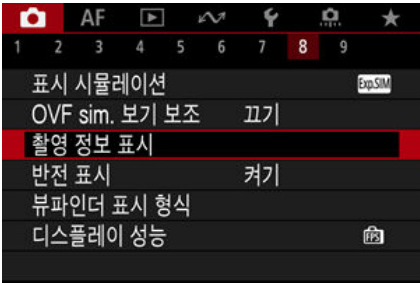 AF
1 2 3 4 5 6 7 8 9
표시 시뮬레이션 Exp.SIM
OVF sim. 보기 보조 끄기
촬영 정보 표시
반전 표시 켜기
뷰파인더 표시 형식
디스플레이 성능 FPS